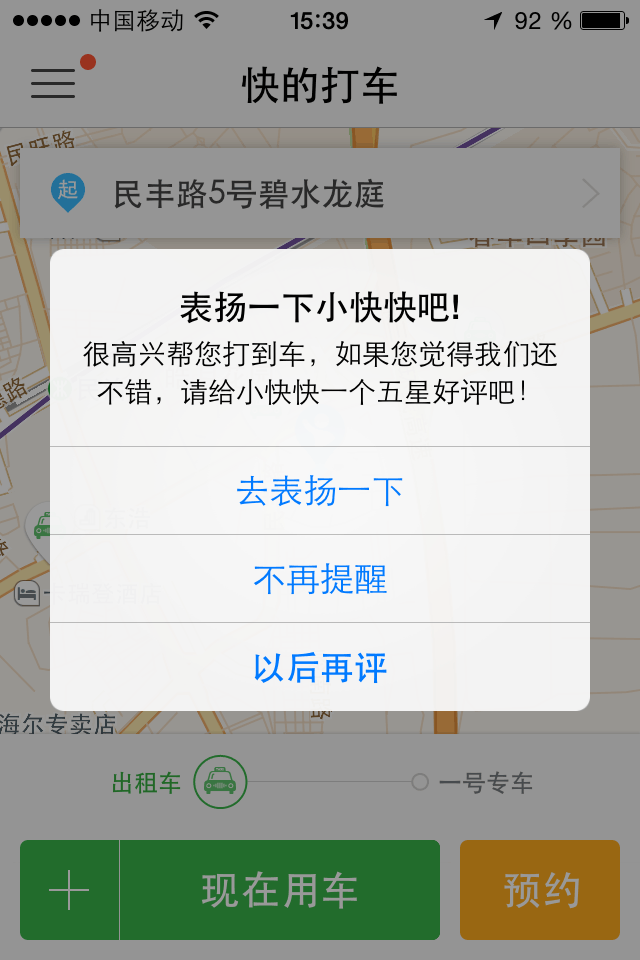 中国移动 15:39 92 %
快的打车
民旺路
起 民丰路5号碧水龙庭
表扬一下小快快吧!
很高兴帮您打到车，如果您觉得我们还
不错，请给小快快一个五星好评吧！
去表扬一下
不再提醒
以后再评
海尔专卖店
出租车 一号专车
现在用车 预约